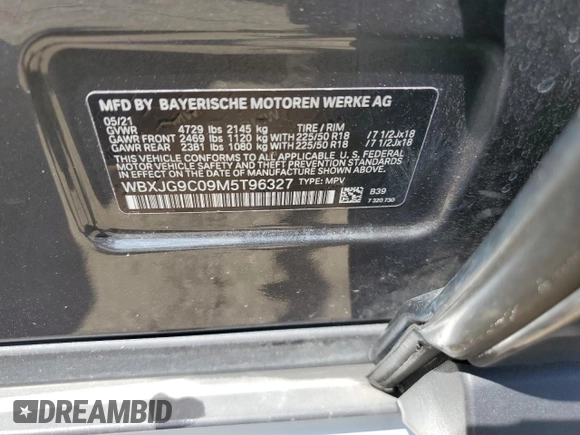 MFD BY BAYERISCHE MOTOREN WERKE AG
05/21
GVWR 4729 lbs 2145 kg TIRE / RIM
GAWR FRONT 2469 lbs 1120 kg WITH 225/50 R18 /7 1/2Jx18
GAWR REAR 2381 lbs 1080 kg WITH 225/50 R18 /7 1/2Jx18
THIS VEHICLE CONFORMS TO ALL APPLICABLE U.S. FEDERAL
MOTOR VEHICLE SAFETY, BUMPER, AND THEFT PREVENTION STANDARDS
IN EFFECT ON THE DATE OF MANUFACTURE SHOWN ABOVE.
WBXJG9C09M5T96327 TYPE: MPV
B39
7 320 730
DREAMBID